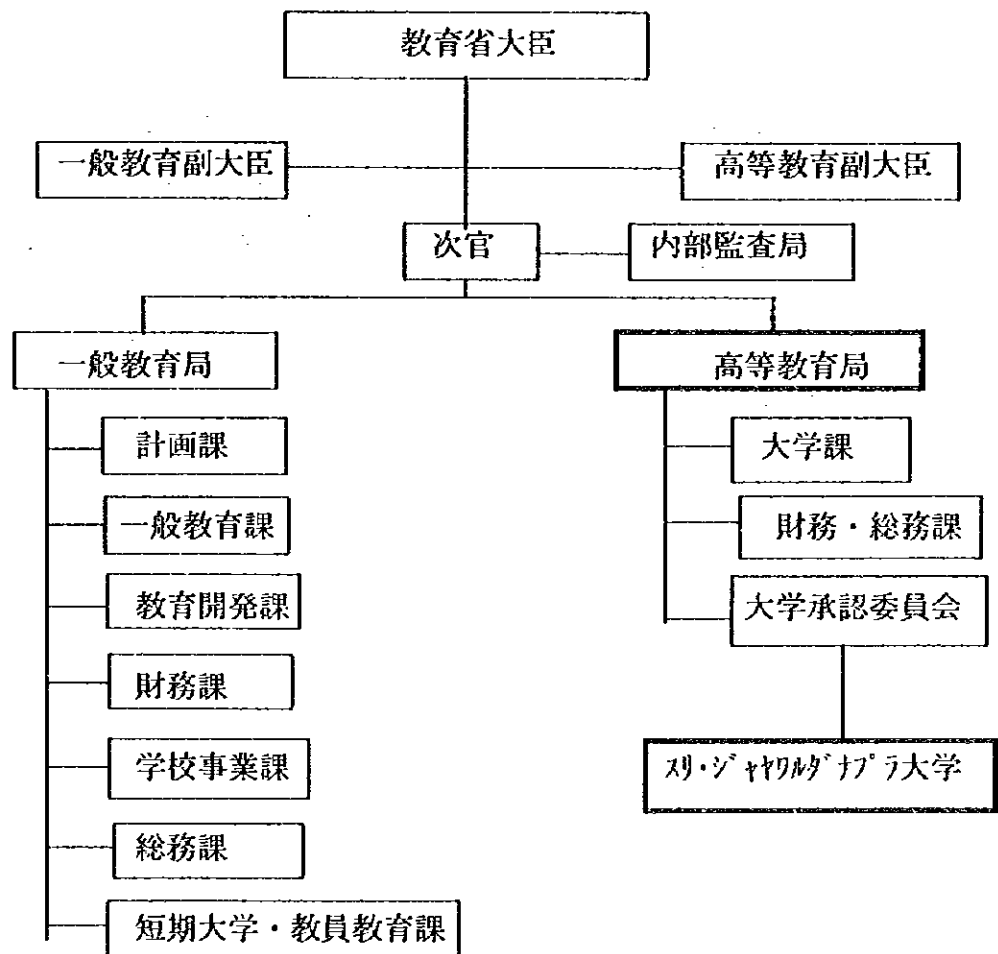 教育省大臣
一般教育副大臣
高等教育副大臣
次官
内部監査局
一般教育局
高等教育局
計画課
大学課
一般教育課
財務・総務課
教育開発課
大学承認委員会
財務課
学校事業課
ｽﾘ・ｼﾞｬﾔﾜﾙﾀﾞﾅﾌﾟﾗ大学
総務課
短期大学・教員教育課